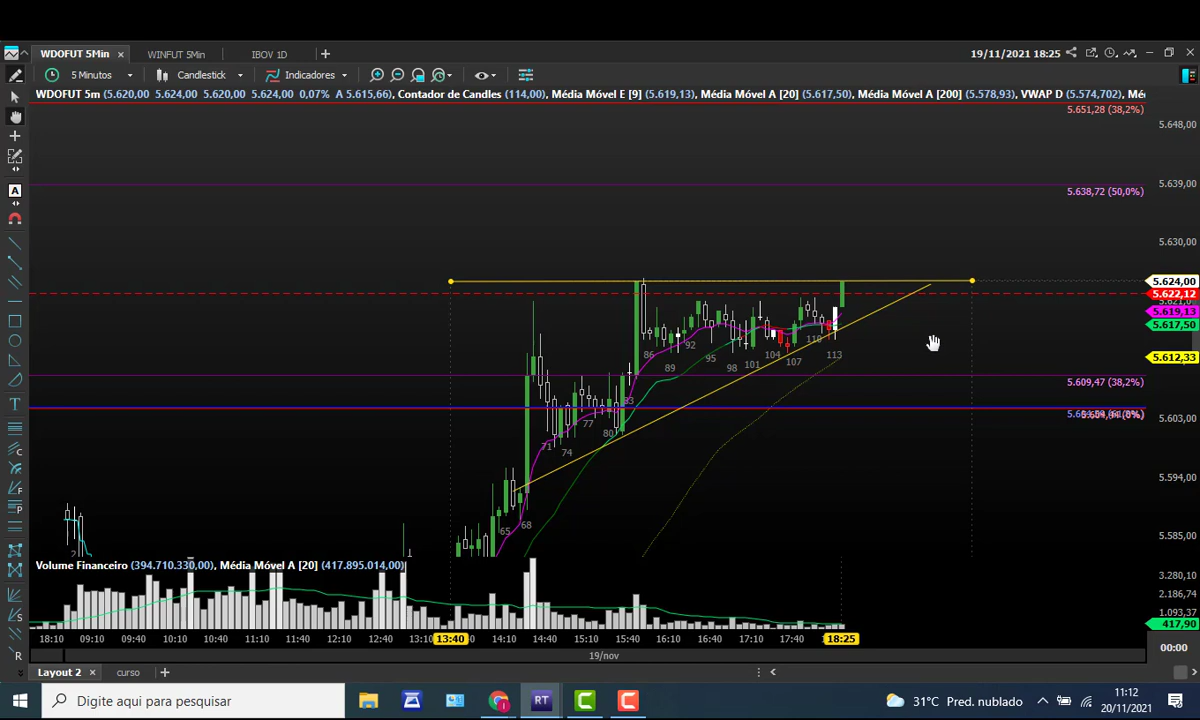 WDOFUT 5Min × WINFUT 5Min IBOV 1D + 19/11/2021 18:25
5 Minutos Candlestick Indicadores
WDOFUT 5m (5.620,00 5.624,00 5.620,00 5.624,00 0,07% A 5.615,66), Contador de Candles (114,00), Média Móvel E [9] (5.619,13), Média Móvel A [20] (5.617,50), Média Móvel A [200] (5.578,93), VWAP D (5.574,702), Mé
5.651,28 (38,2%)
5.648,00
5.639,00
5.638,72 (50,0%)
5.630,00
5.624,00
5.622,12
5.619,13
5.617,50
5.612,33
5.609,47 (38,2%)
5.603,00
5.594,00
5.585,00
86 89 92 95 98 101 104 107 110 113
71 74 77 80 83
65 68
2
Volume Financeiro (394.710.330,00), Média Móvel A [20] (417.895.014,00)
3.280,10
2.186,74
1.093,37
417,90
18:10 09:10 09:40 10:10 10:40 11:10 11:40 12:10 12:40 13:10 13:40 14:10 14:40 15:10 15:40 16:10 16:40 17:10 17:40 18:25
00:00
19/nov
Layout 2 × curso +
Digite aqui para pesquisar
RT
31°C Pred. nublado
11:12
20/11/2021